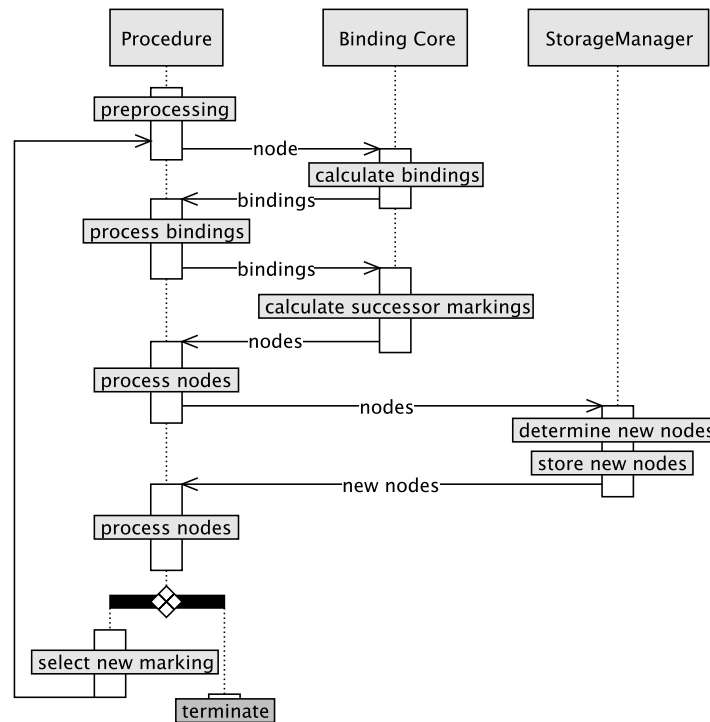 Procedure
Binding Core
StorageManager
preprocessing
node
calculate bindings
bindings
process bindings
bindings
calculate successor markings
nodes
process nodes
nodes
determine new nodes
store new nodes
new nodes
process nodes
select new marking
terminate